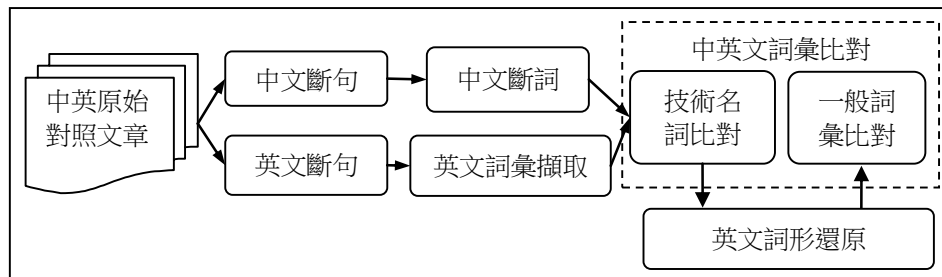 中英原始
對照文章
中文斷句
中文斷詞
英文斷句
英文詞彙擷取
中英文詞彙比對
技術名
詞比對
一般詞
彙比對
英文詞形還原